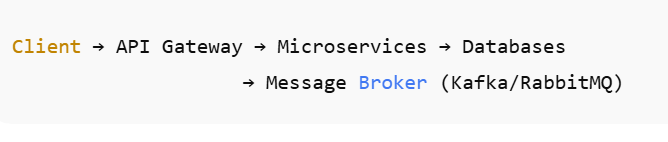 Client → API Gateway → Microservices → Databases
→ Message Broker (Kafka/RabbitMQ)